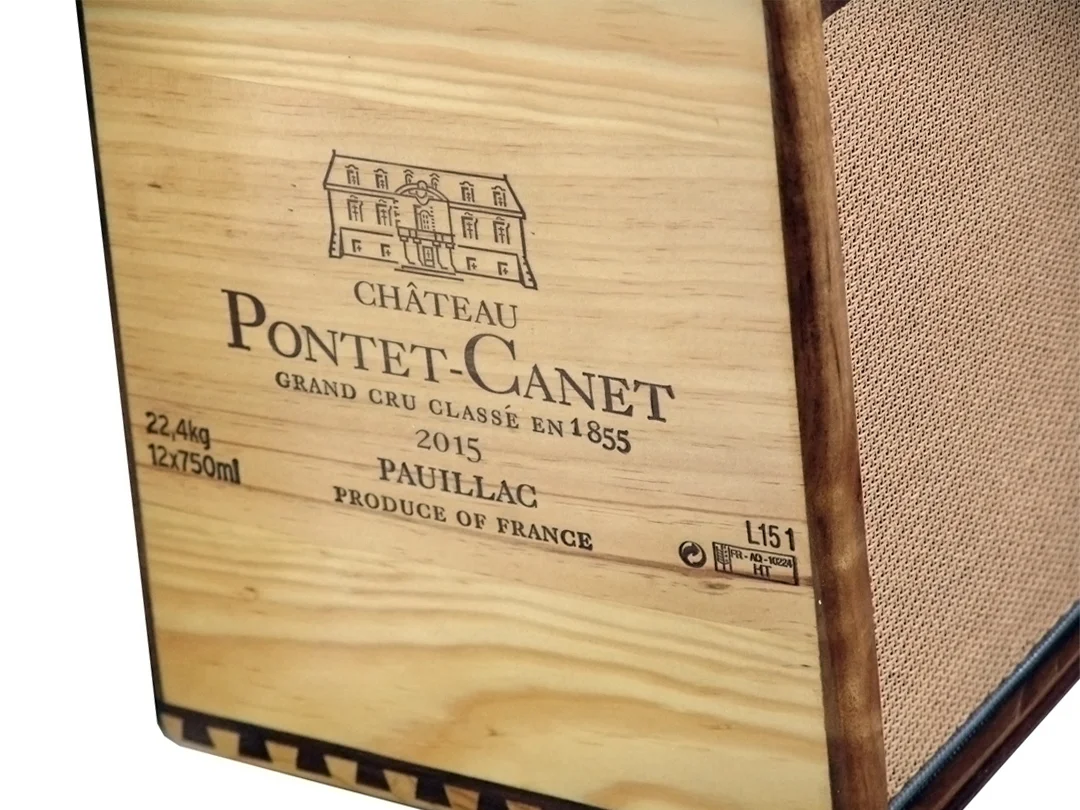 CHÂTEAU
PONTET-CANET
GRAND CRU CLASSÉ EN 1855
2015
PAUILLAC
PRODUCE OF FRANCE
22,4kg
12x750ml
L151
FR - AQ - 10224
HT